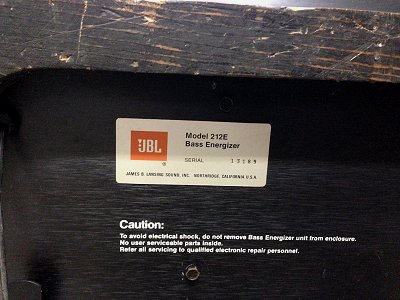 JBL
®
Model 212E
Bass Energizer
SERIAL 13189
JAMES B. LANSING SOUND, INC. NORTHRIDGE, CALIFORNIA U.S.A.
Caution:
To avoid electrical shock, do not remove Bass Energizer unit from enclosure.
No user serviceable parts inside.
Refer all servicing to qualified electronic repair personnel.